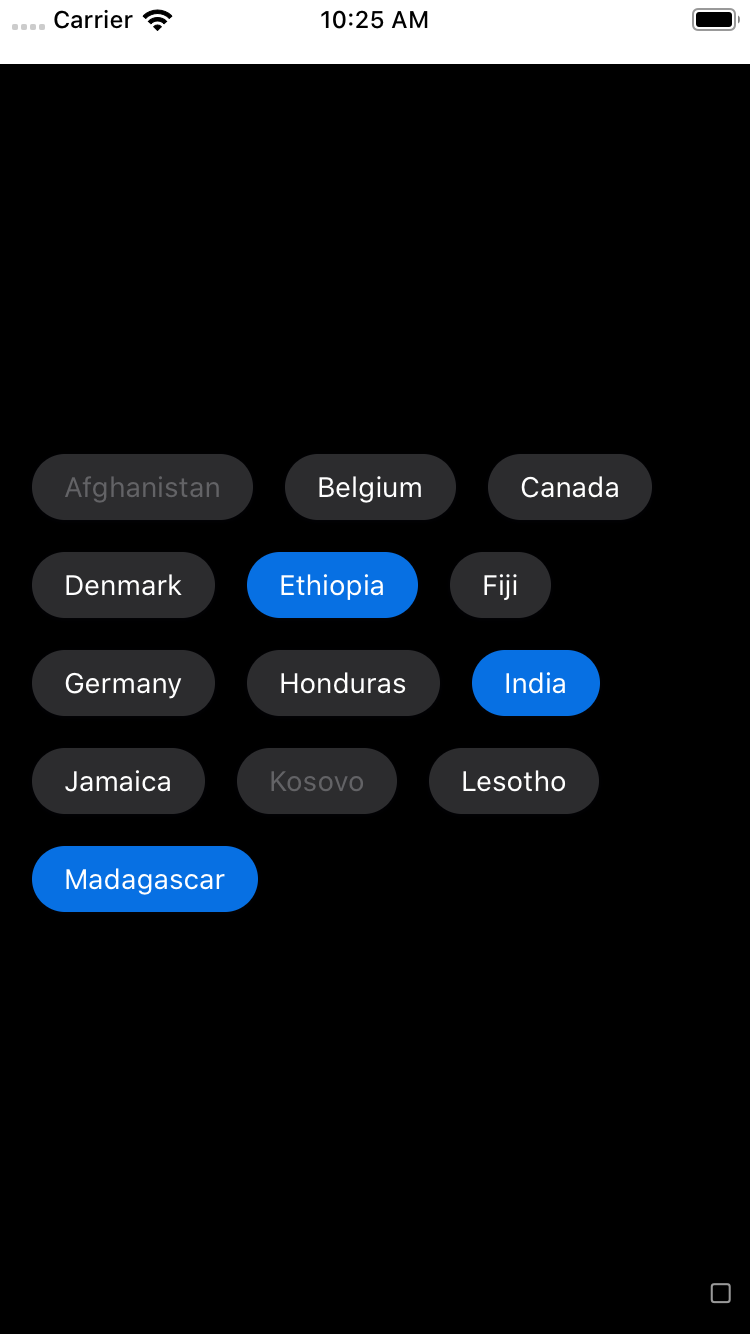 Carrier 10:25 AM
Afghanistan Belgium Canada
Denmark Ethiopia Fiji
Germany Honduras India
Jamaica Kosovo Lesotho
Madagascar